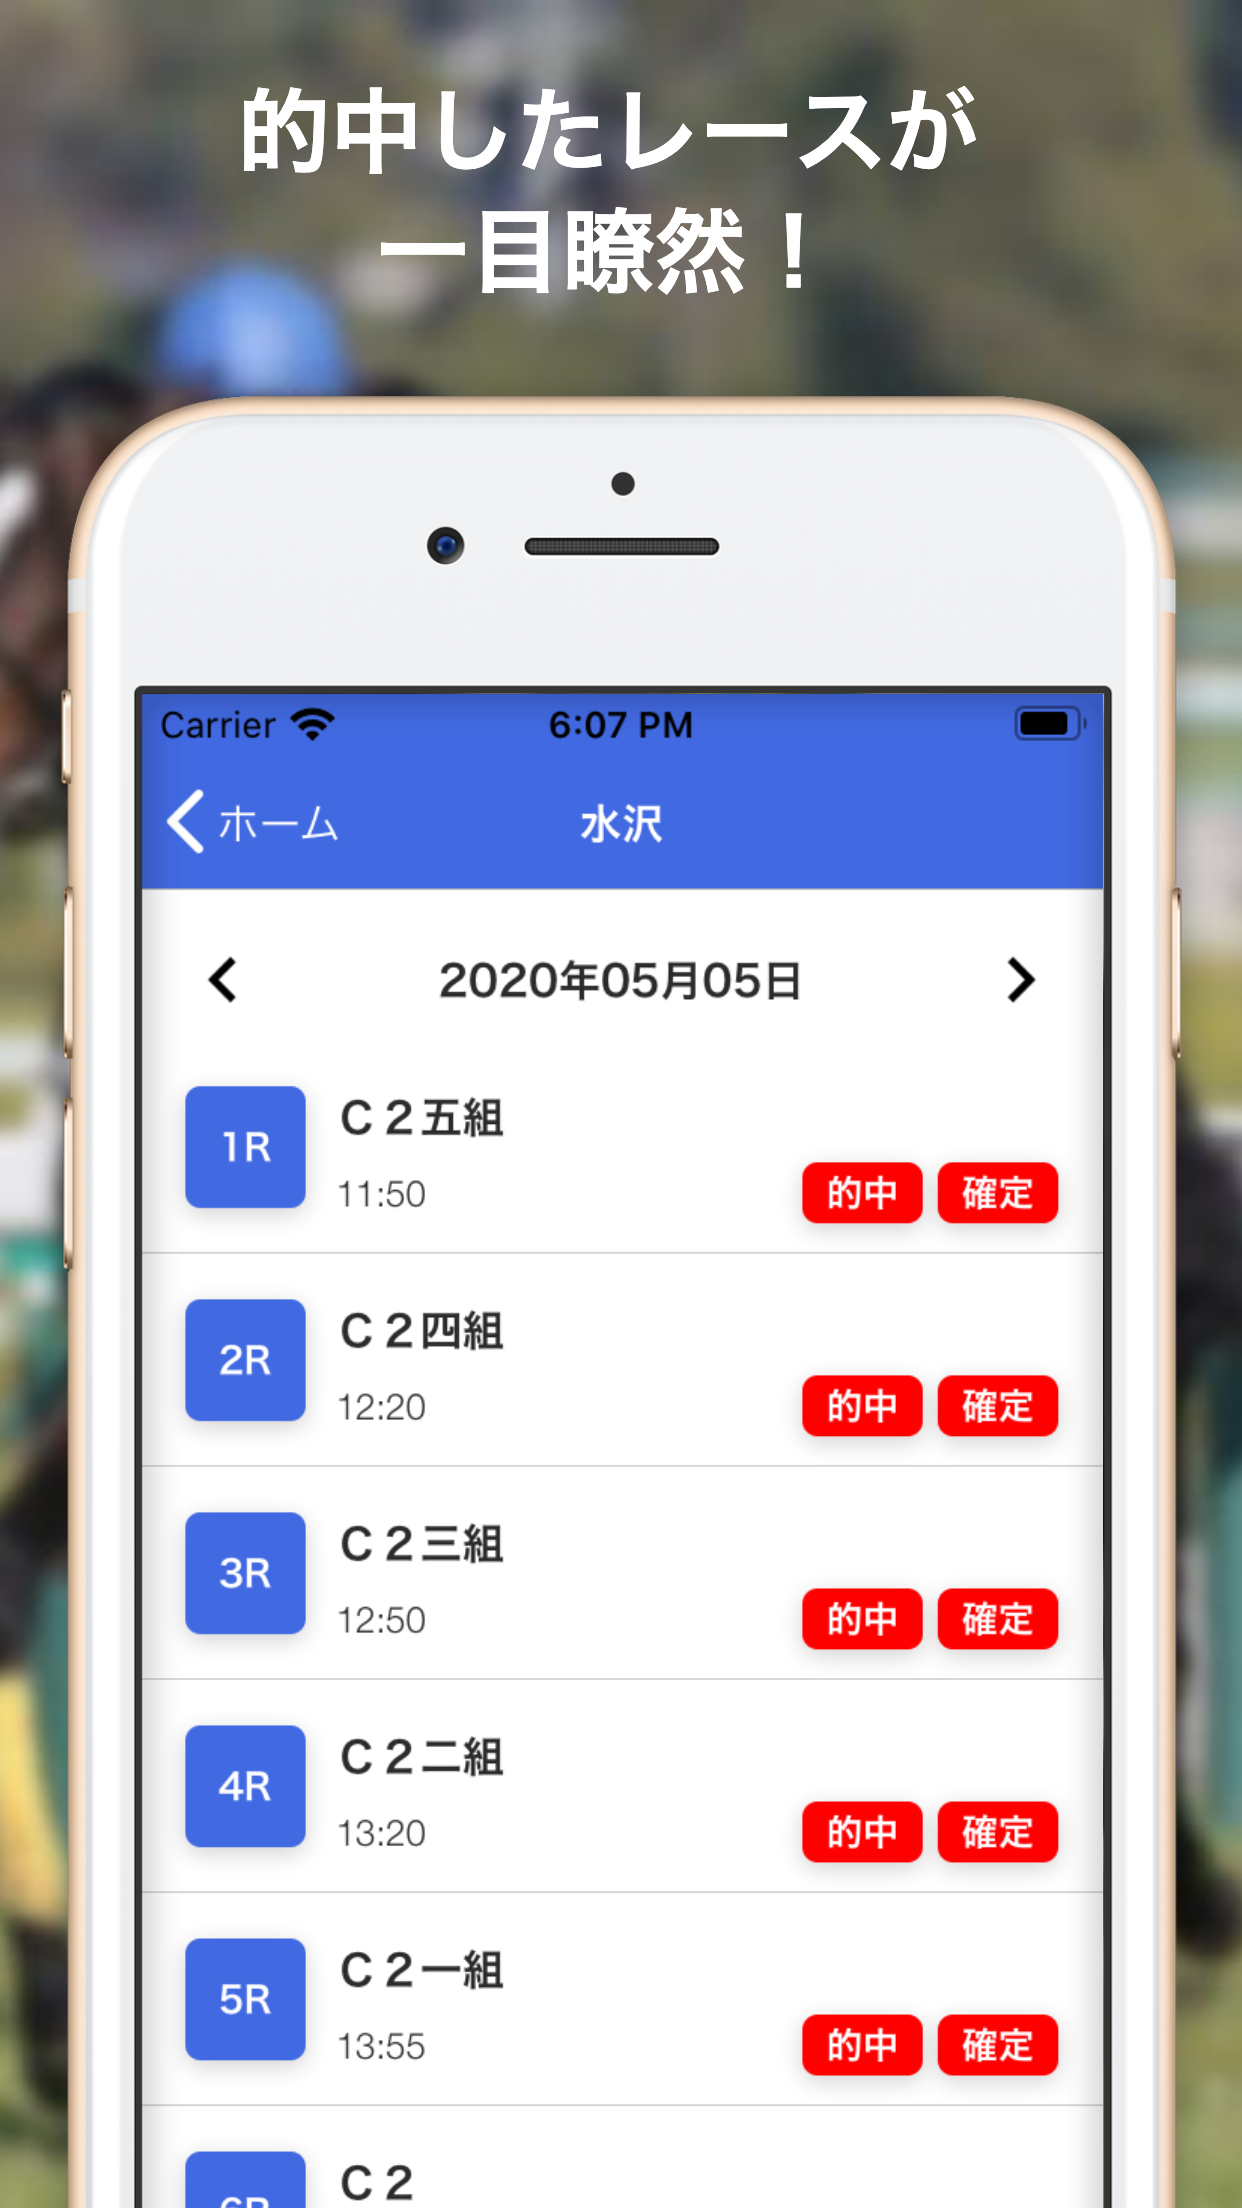 的中したレースが
一目瞭然！
Carrier 6:07 PM
ホーム 水沢
2020年05月05日
1R C２五組
11:50 的中 確定
2R C２四組
12:20 的中 確定
3R C２三組
12:50 的中 確定
4R C２二組
13:20 的中 確定
5R C２一組
13:55 的中 確定
6R C２